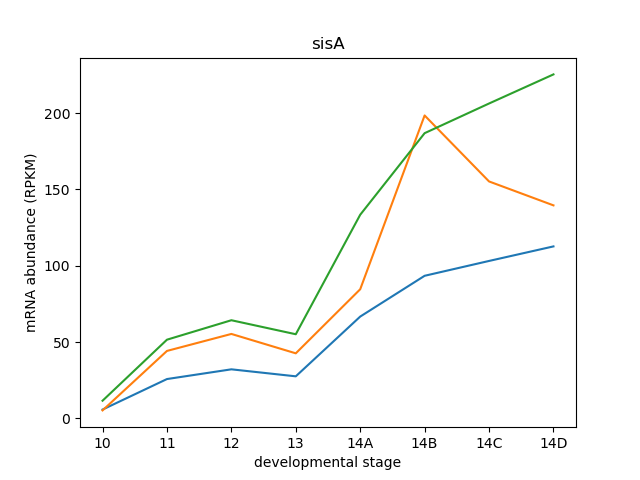 sisA
mRNA abundance (RPKM)
200
150
100
50
0
10 11 12 13 14A 14B 14C 14D
developmental stage